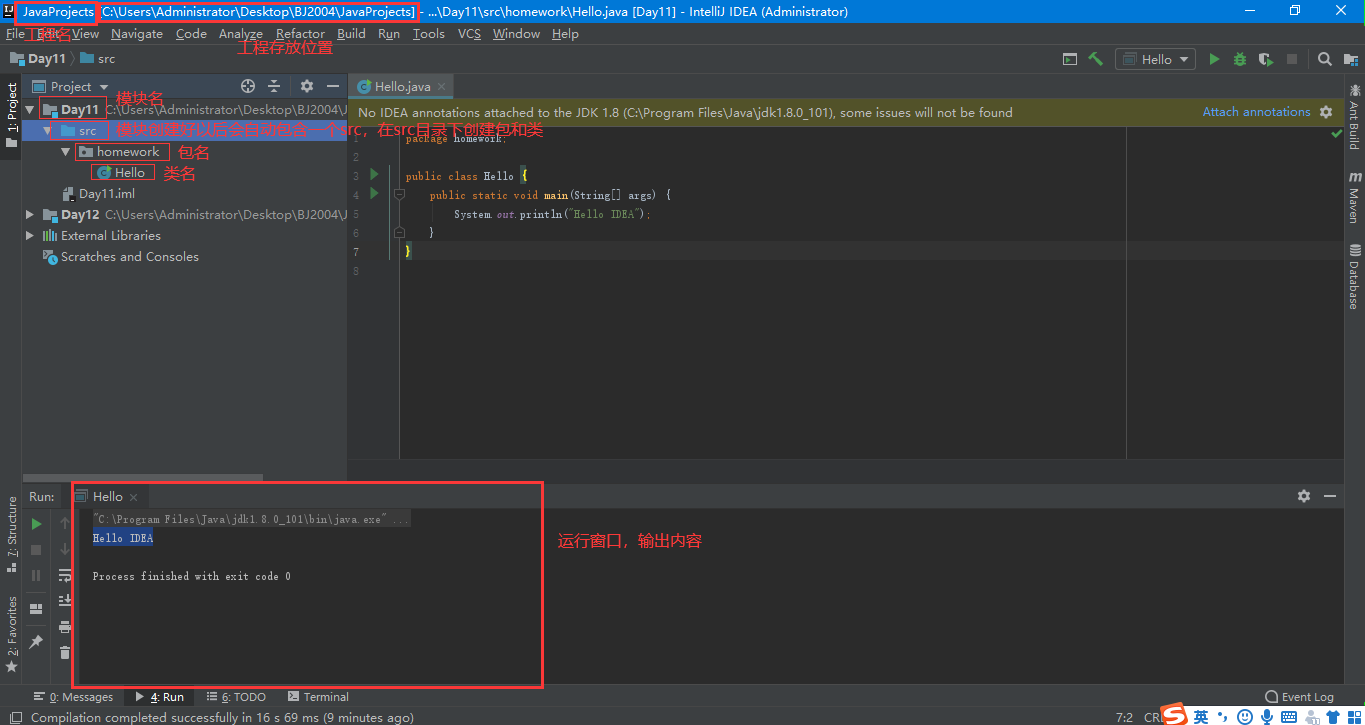 JavaProjects [C:\Users\Administrator\Desktop\BJ2004\JavaProjects] - ...\Day11\src\homework\Hello.java [Day11] - IntelliJ IDEA (Administrator)
File Edit View Navigate Code Analyze Refactor Build Run Tools VCS Window Help
工程名
工程存放位置
Day11 src
Hello
1: Project
Project
Hello.java
模块名
Day11 C:\Users\Administrator\Desktop\BJ2004\J
No IDEA annotations attached to the JDK 1.8 (C:\Program Files\Java\jdk1.8.0_101), some issues will not be found
Attach annotations
src 模块创建好以后会自动包含一个src，在src目录下创建包和类
homework 包名
Hello 类名
Day11.iml
Day12 C:\Users\Administrator\Desktop\BJ2004\J
External Libraries
Scratches and Consoles
1 package homework;
2
3 public class Hello {
4 public static void main(String[] args) {
5 System.out.println("Hello IDEA");
6 }
7 }
8
Ant Build
m Maven
Database
Run: Hello
"C:\Program Files\Java\jdk1.8.0_101\bin\java.exe" ...
Hello IDEA
Process finished with exit code 0
运行窗口，输出内容
7: Structure
2: Favorites
0: Messages 4: Run 6: TODO Terminal
Event Log
Compilation completed successfully in 16 s 69 ms (9 minutes ago)
7:2 CR
S 英